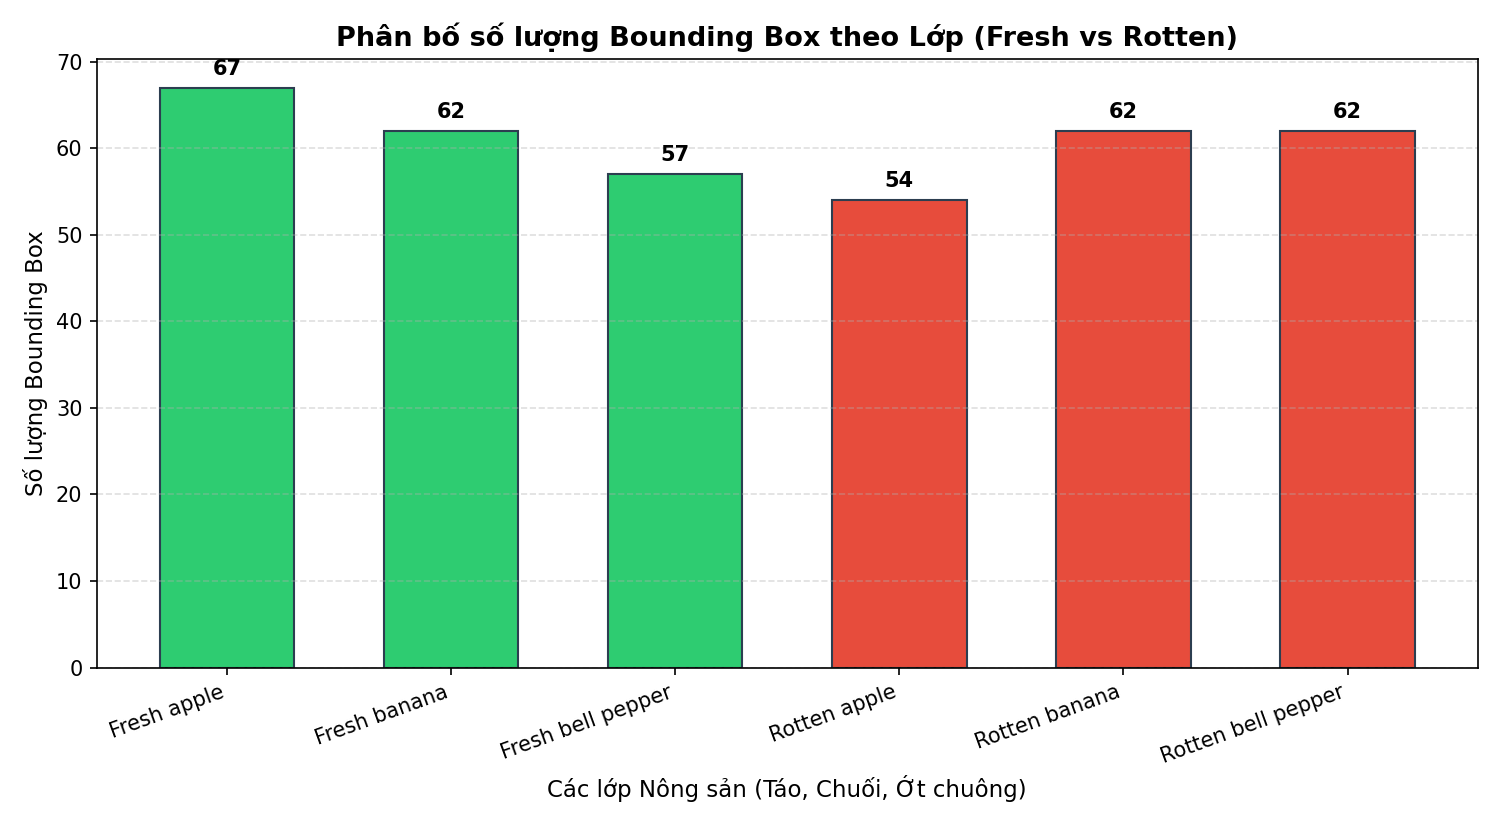 Phân bố số lượng Bounding Box theo Lớp (Fresh vs Rotten)
Số lượng Bounding Box
70
60
50
40
30
20
10
0
67
62
57
54
62
62
Fresh apple
Fresh banana
Fresh bell pepper
Rotten apple
Rotten banana
Rotten bell pepper
Các lớp Nông sản (Táo, Chuối, Ớt chuông)